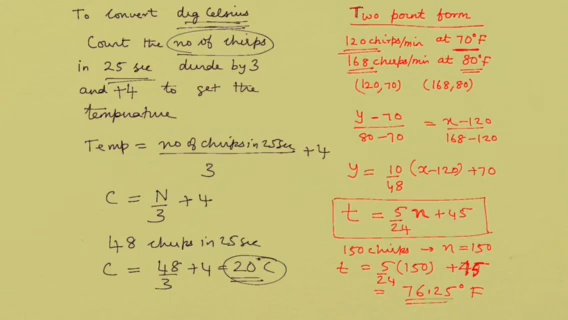 To convert deg Celsius
Count the no of chirps
in 25 sec divide by 3
and +4 to get the
temperature
Temp = no of chirps in 25 sec / 3 + 4
C = N/3 + 4
48 chirps in 25 sec
C = 48/3 + 4 = 20°C
Two point form
120 chirps/min at 70°F
168 chirps/min at 80°F
(120,70) (168,80)
y-70 / 80-70 = x-120 / 168-120
y = 10/48 (x-120) + 70
t = 5/24 n + 45
150 chirps → n = 150
t = 5/24 (150) + 45
= 76.25° F